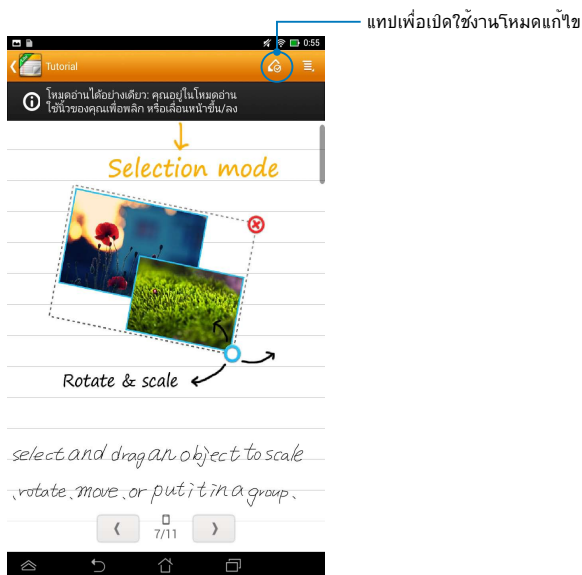 แทปเพื่อเปิดใช้งานโหมดแก้ไข
0:55
Tutorial
โหมดอ่านได้อย่างเดียว: คุณอยู่ในโหมดอ่าน
ใช้นิ้วของคุณเพื่อพลิก หรือเลื่อนหน้าขึ้น/ลง
Selection mode
Rotate & scale
select and drag an object to scale
、rotate、move、or put it in a group、
7/11